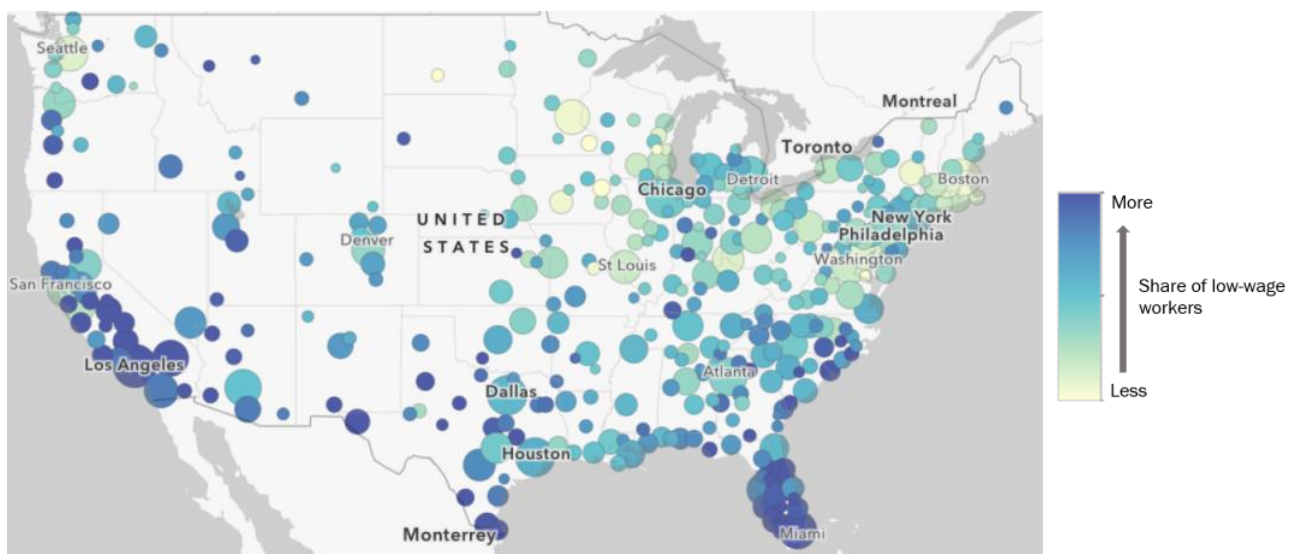 Seattle
Montreal
Toronto
Boston
Chicago
Detroit
New York
UNITED
STATES
Denver
Philadelphia
Washington
St Louis
San Francisco
Los Angeles
Atlanta
Dallas
Houston
Monterrey
Miami
More
Share of low-wage
workers
Less